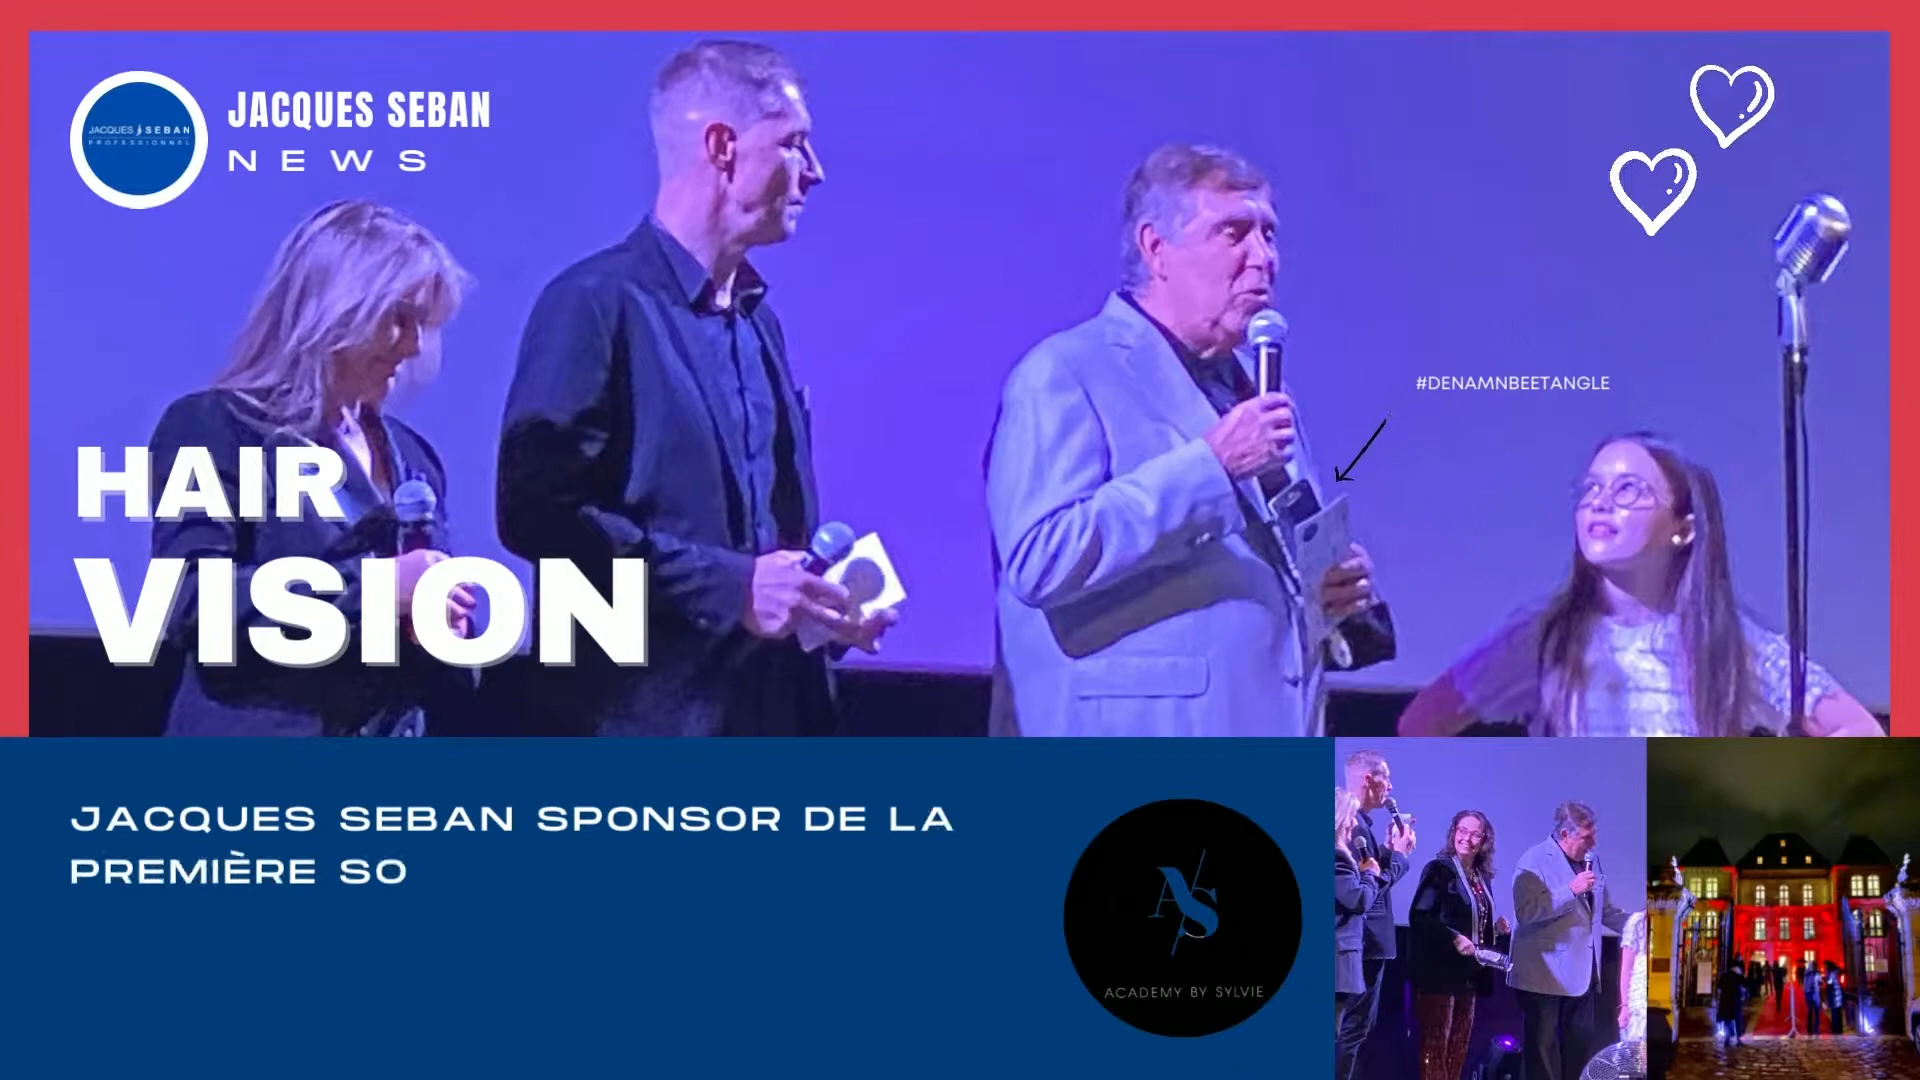 JACQUES SEBAN
PROFESSIONNEL
JACQUES SEBAN
NEWS
#DENAMNBEETANGLE
HAIR
VISION
JACQUES SEBAN SPONSOR DE LA
PREMIÈRE SO
AS
ACADEMY BY SYLVIE